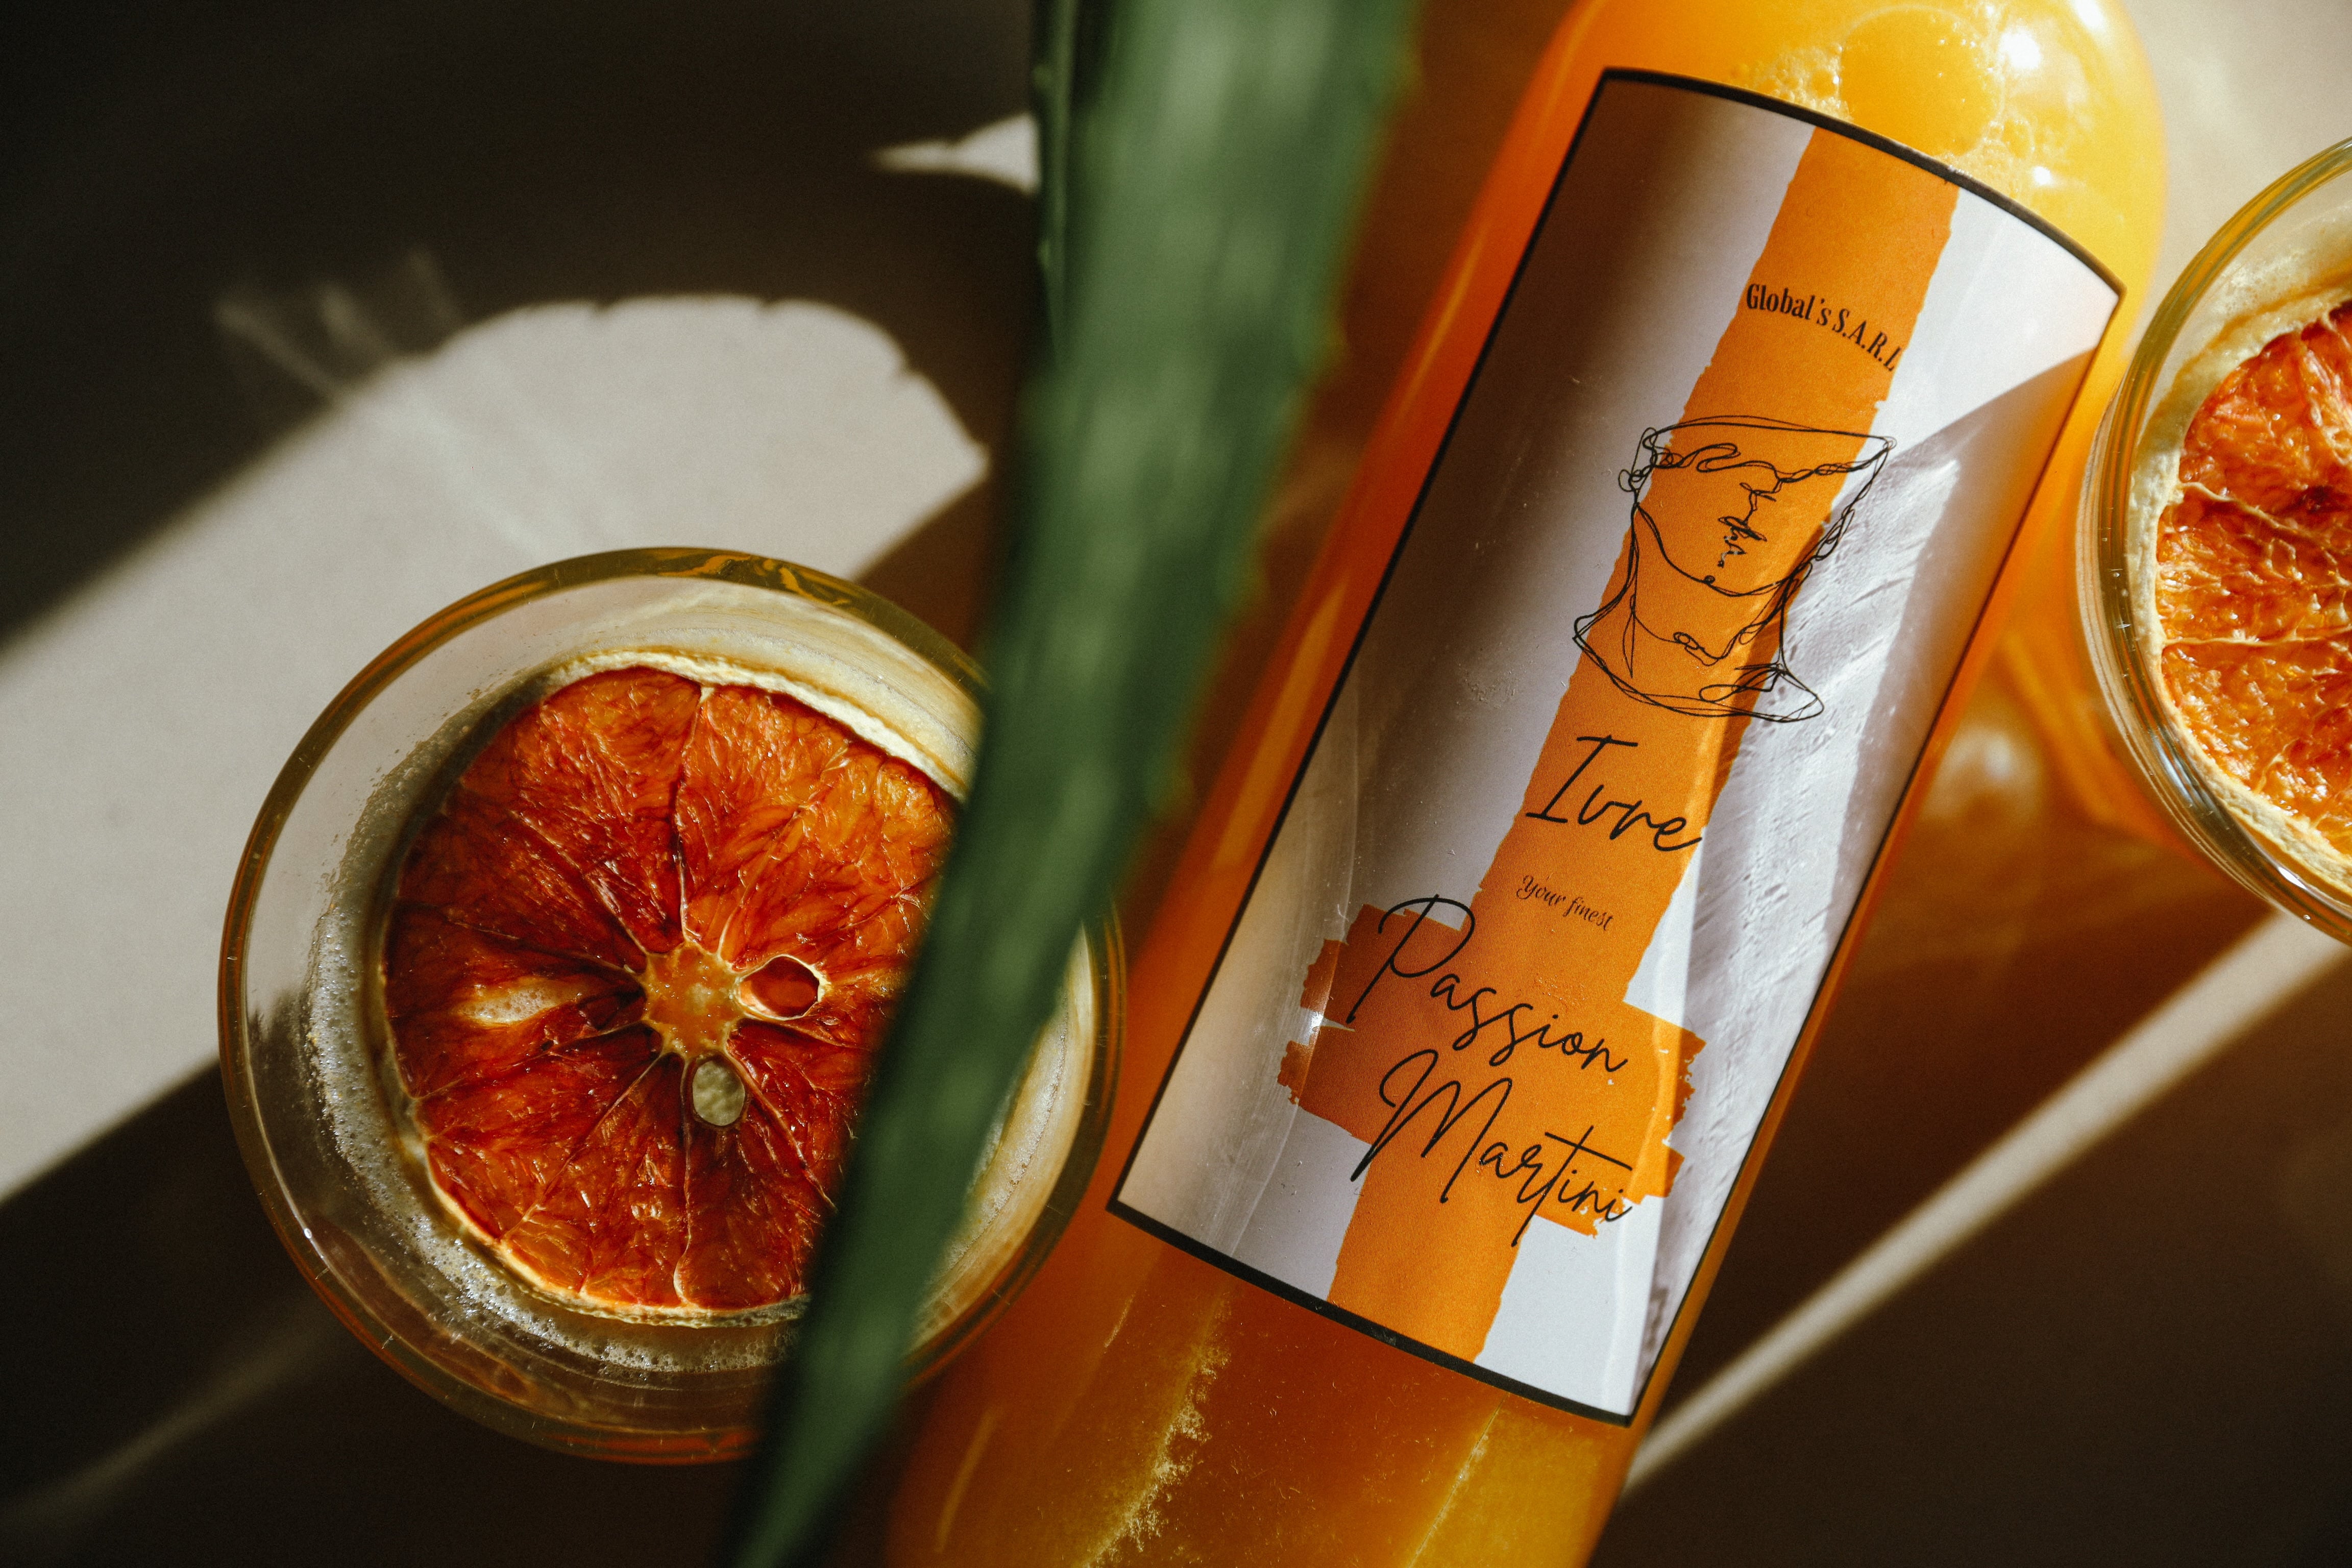 Global's S.A.R.L
Ivre
Your finest
Passion
Martini